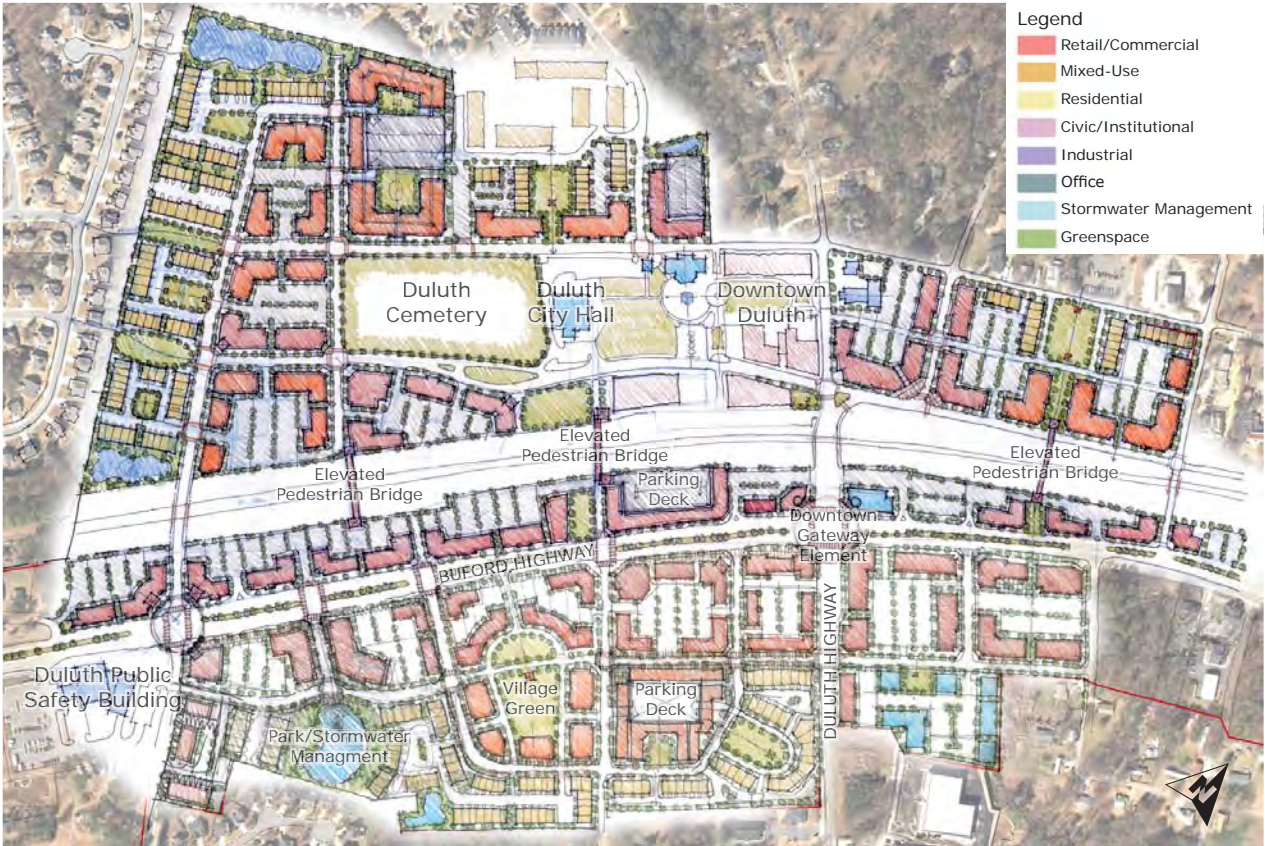 Legend
Retail/Commercial
Mixed-Use
Residential
Civic/Institutional
Industrial
Office
Stormwater Management
Greenspace
Duluth
Cemetery
Duluth
City Hall
Downtown
Duluth
Elevated
Pedestrian Bridge
Elevated
Pedestrian Bridge
Elevated
Pedestrian Bridge
Parking
Deck
Downtown
Gateway
Element
BUFORD HIGHWAY
DULUTH HIGHWAY
Duluth Public
Safety Building
Village
Green
Parking
Deck
Park/Stormwater
Managment